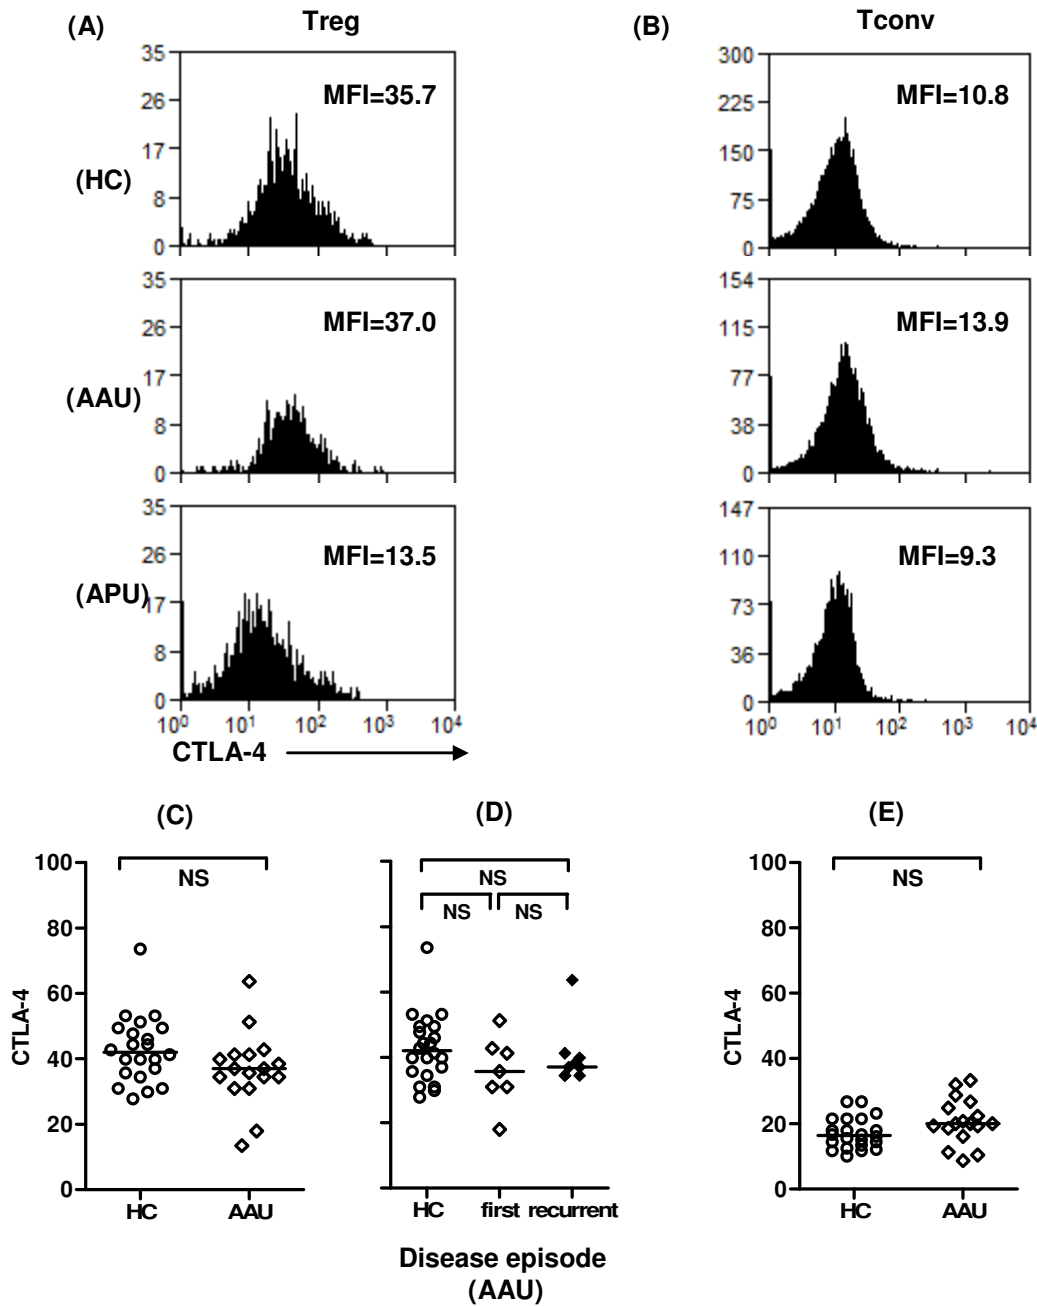 (A) Treg (B) Tconv
35
26
17
8
0
MFI=35.7
(HC)
300
225
150
75
0
MFI=10.8
35
26
17
8
0
MFI=37.0
(AAU)
154
115
77
38
0
MFI=13.9
35
26
17
8
0
MFI=13.5
(APU)
10⁰ 10¹ 10² 10³ 10⁴
CTLA-4
147
110
73
36
0
MFI=9.3
10⁰ 10¹ 10² 10³ 10⁴
(C)
100
80
60
40
20
0
CTLA-4
NS
HC AAU
(D)
NS
NS NS
HC first recurrent
Disease episode
(AAU)
(E)
100
80
60
40
20
0
CTLA-4
NS
HC AAU